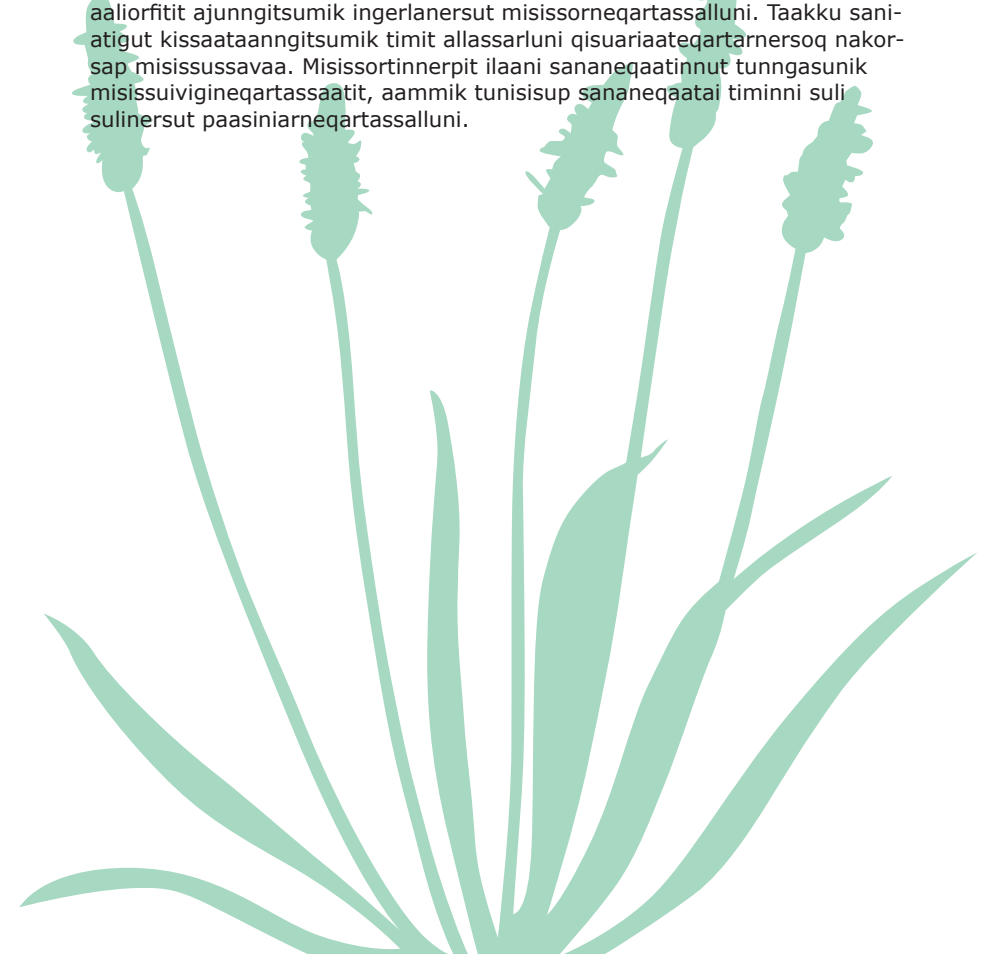 aaliorfitit ajunngitsumik ingerlanersut misissorneqartassalluni. Taakku sani-
atigut kissaataanngitsumik timit allassarluni qisuariaateqartarnersoq nakor-
sap misissussavaa. Misissortinnerpit ilaani sananeqaatinnut tunngasunik
misissuivigineqartassaatit, aammik tunisisup sananeqaatai timinni suli
sulinersut paasiniarneqartassalluni.